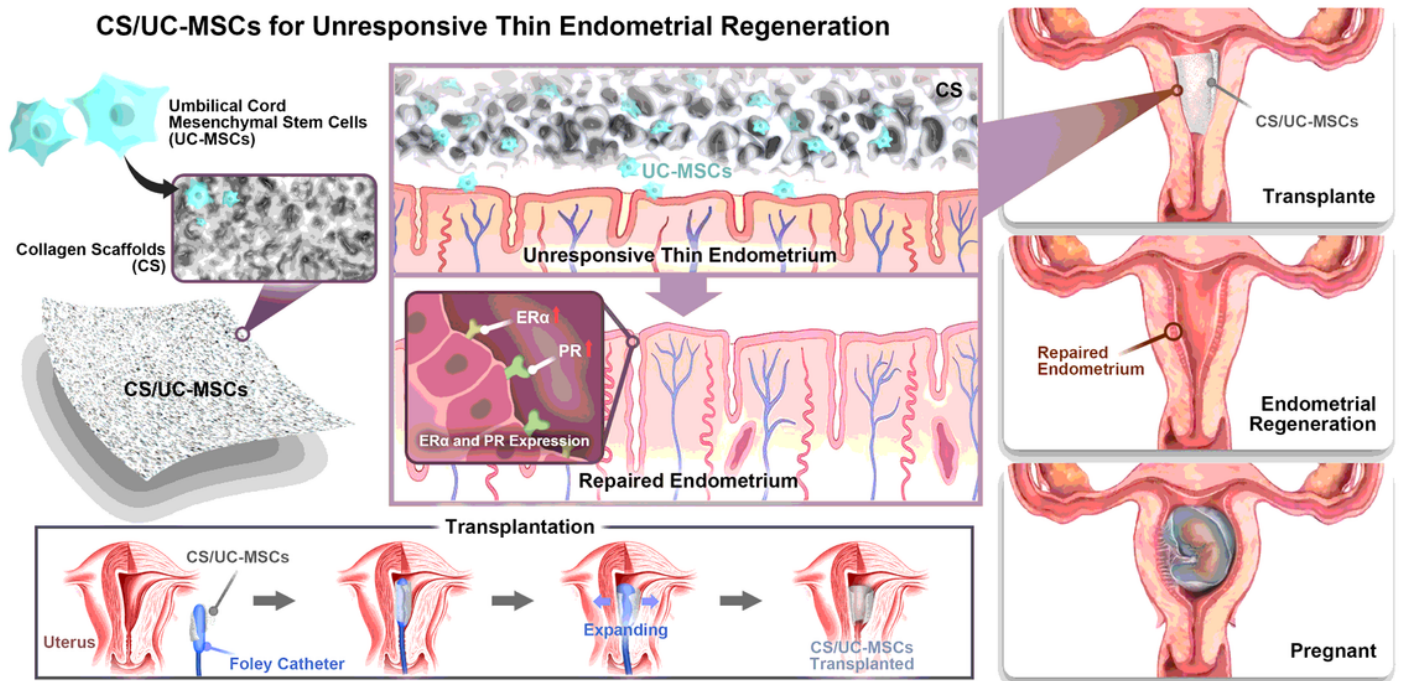 CS/UC-MSCs for Unresponsive Thin Endometrial Regeneration
Umbilical Cord
Mesenchymal Stem Cells
(UC-MSCs)
Collagen Scaffolds
(CS)
CS/UC-MSCs
CS
UC-MSCs
Unresponsive Thin Endometrium
ERα
PR
ERα and PR Expression
Repaired Endometrium
CS/UC-MSCs
Transplante
Repaired
Endometrium
Endometrial
Regeneration
Pregnant
Transplantation
CS/UC-MSCs
Uterus
Foley Catheter
Expanding
CS/UC-MSCs
Transplanted